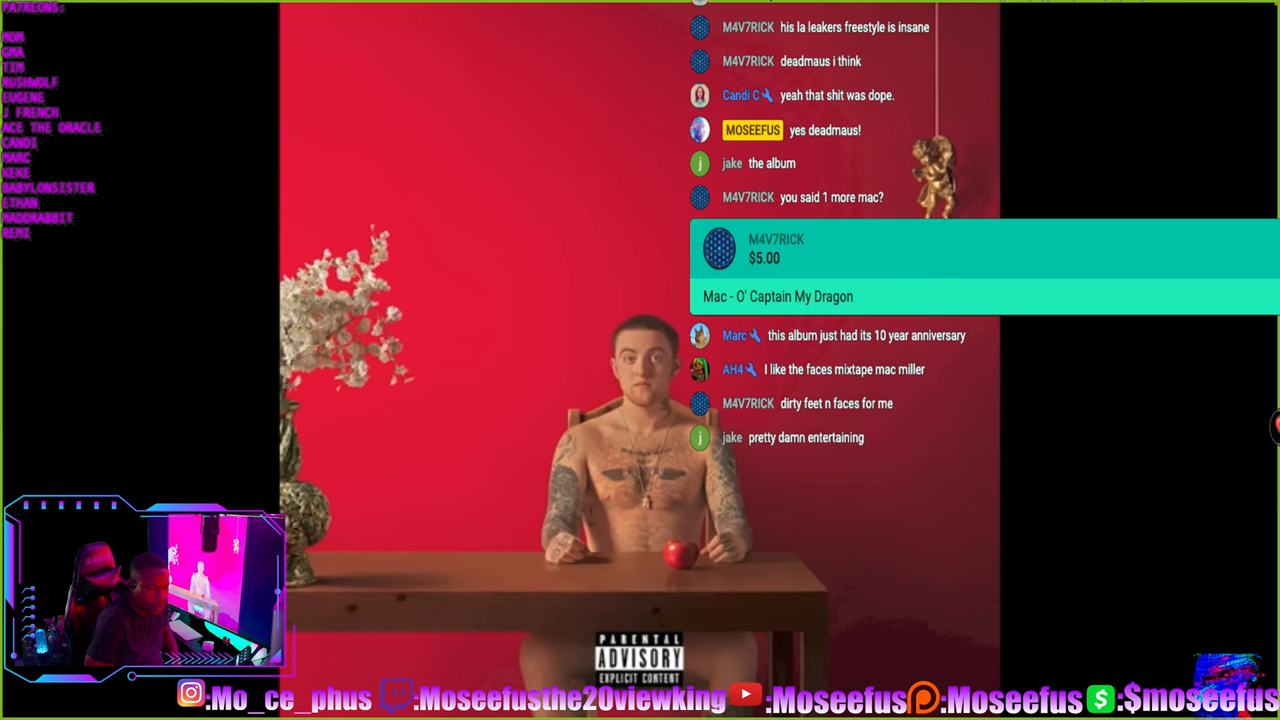 PATREONS:
MOM
GMA
TIM
RUSHWOLF
EUGENE
J FRENCH
ACE THE ORACLE
CANDI
MARC
KEKE
BABYLONSISTER
ETHAN
MADDRABBIT
REMI
M4V7RICK his la leakers freestyle is insane
M4V7RICK deadmaus i think
Candi C yeah that shit was dope.
MOSEEFUS yes deadmaus!
j jake the album
M4V7RICK you said 1 more mac?
M4V7RICK
$5.00
Mac - O' Captain My Dragon
Marc this album just had its 10 year anniversary
AH4 I like the faces mixtape mac miller
M4V7RICK dirty feet n faces for me
j jake pretty damn entertaining
PARENTAL
ADVISORY
EXPLICIT CONTENT
:Mo__ce_phus :Moseefusthe20viewking :Moseefus :Moseefus $ :$moseefus